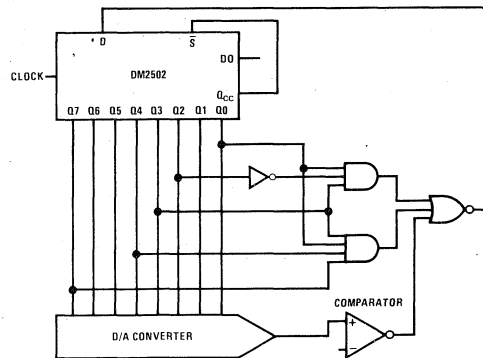 D S̅
DO
CLOCK DM2502
QCC
Q7 Q6 Q5 Q4 Q3 Q2 Q1 Q0
COMPARATOR
+
−
D/A CONVERTER